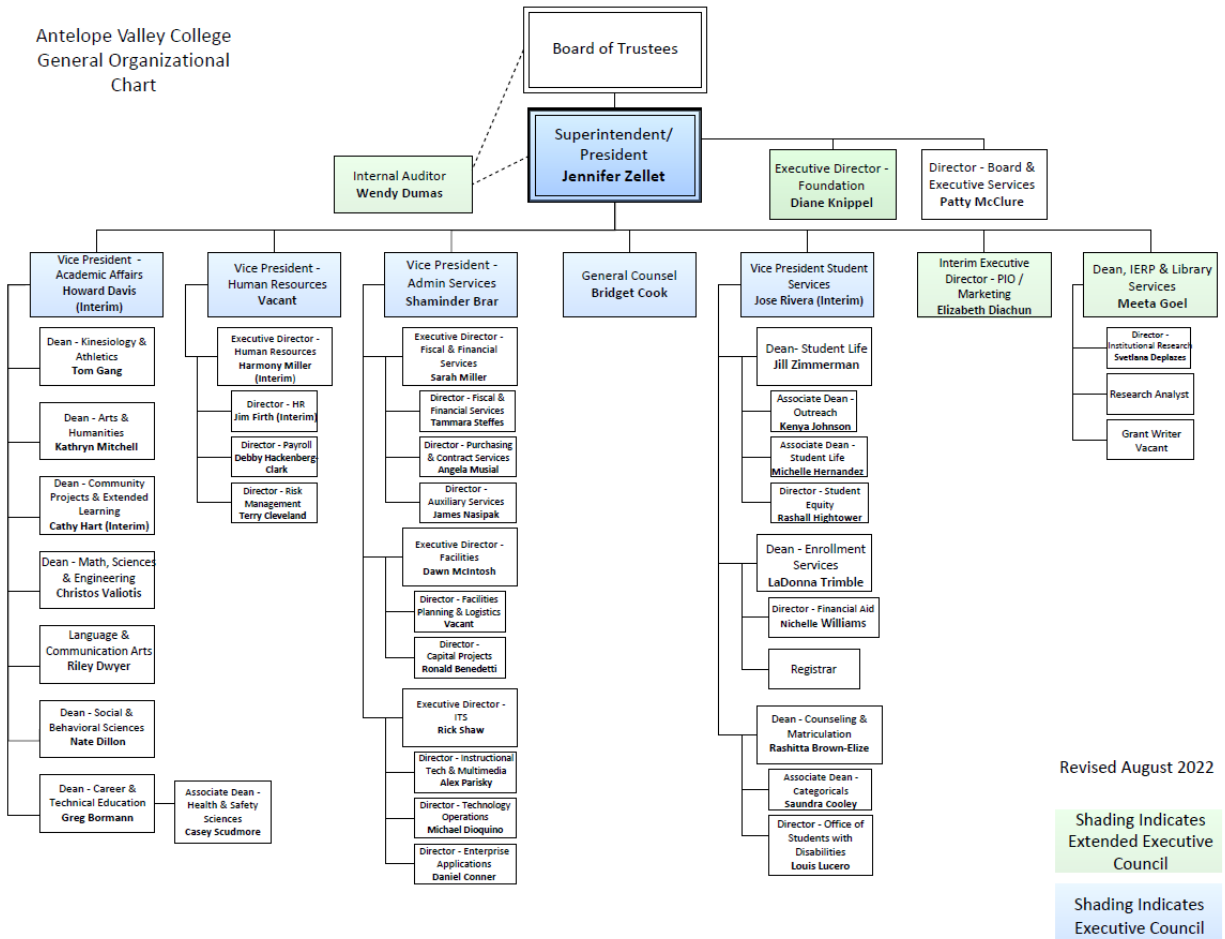 Antelope Valley College
General Organizational
Chart
Board of Trustees
Superintendent/
President
Jennifer Zellet
Internal Auditor
Wendy Dumas
Executive Director -
Foundation
Diane Knippel
Director - Board &
Executive Services
Patty McClure
Vice President -
Academic Affairs
Howard Davis
(Interim)
Vice President -
Human Resources
Vacant
Vice President -
Admin Services
Shaminder Brar
General Counsel
Bridget Cook
Vice President Student
Services
Jose Rivera (Interim)
Interim Executive
Director - PIO /
Marketing
Elizabeth Diachun
Dean, IERP & Library
Services
Meeta Goel
Dean - Kinesiology &
Athletics
Tom Gang
Dean - Arts &
Humanities
Kathryn Mitchell
Dean - Community
Projects & Extended
Learning
Cathy Hart (Interim)
Dean - Math, Sciences
& Engineering
Christos Valiotis
Language &
Communication Arts
Riley Dwyer
Dean - Social &
Behavioral Sciences
Nate Dillon
Dean - Career &
Technical Education
Greg Bormann
Associate Dean -
Health & Safety
Sciences
Casey Scudmore
Executive Director -
Human Resources
Harmony Miller
(Interim)
Director - HR
Jim Firth (Interim)
Director - Payroll
Debby Hackenberg-
Clark
Director - Risk
Management
Terry Cleveland
Executive Director -
Fiscal & Financial
Services
Sarah Miller
Director - Fiscal &
Financial Services
Tammara Steffes
Director - Purchasing
& Contract Services
Angela Musial
Director -
Auxiliary Services
James Nasipak
Executive Director -
Facilities
Dawn McIntosh
Director - Facilities
Planning & Logistics
Vacant
Director -
Capital Projects
Ronald Benedetti
Executive Director -
ITS
Rick Shaw
Director - Instructional
Tech & Multimedia
Alex Parisky
Director - Technology
Operations
Michael Dioquino
Director - Enterprise
Applications
Daniel Conner
Dean- Student Life
Jill Zimmerman
Associate Dean -
Outreach
Kenya Johnson
Associate Dean -
Student Life
Michelle Hernandez
Director - Student
Equity
Rashall Hightower
Dean - Enrollment
Services
LaDonna Trimble
Director - Financial Aid
Nichelle Williams
Registrar
Dean - Counseling &
Matriculation
Rashitta Brown-Elize
Associate Dean -
Categoricals
Saundra Cooley
Director - Office of
Students with
Disabilities
Louis Lucero
Director -
Institutional Research
Svetlana Deplazes
Research Analyst
Grant Writer
Vacant
Revised August 2022
Shading Indicates
Extended Executive
Council
Shading Indicates
Executive Council